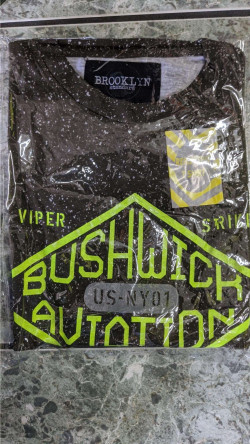 BROOKLYN
VIPER
BUSHWICK
US-NY01
AVIATION